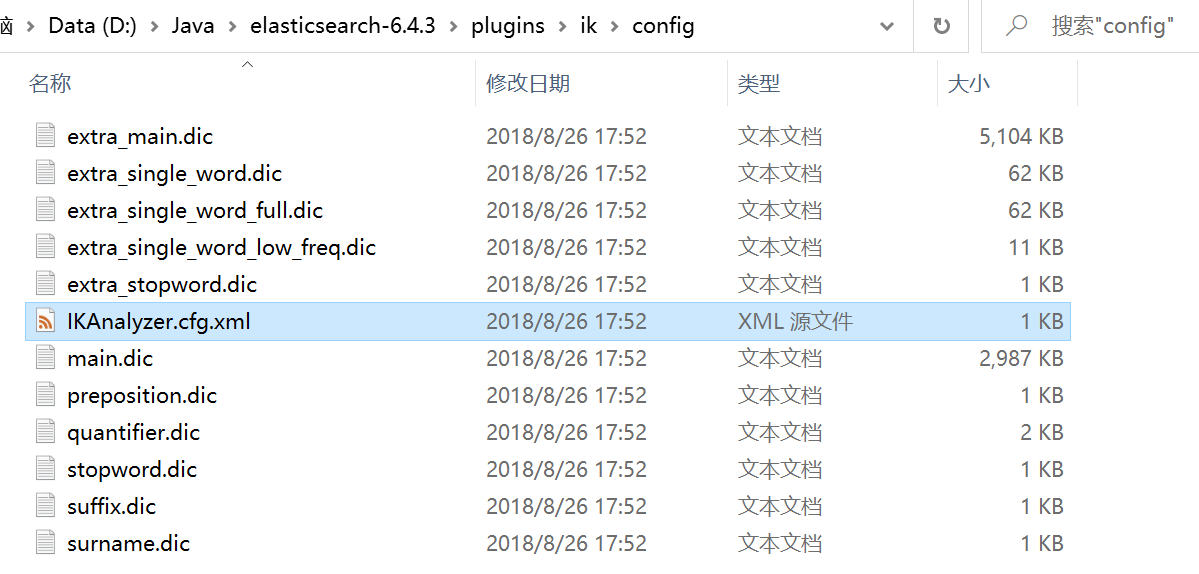 脑 > Data (D:) > Java > elasticsearch-6.4.3 > plugins > ik > config 搜索"config"
名称 修改日期 类型 大小
extra_main.dic 2018/8/26 17:52 文本文档 5,104 KB
extra_single_word.dic 2018/8/26 17:52 文本文档 62 KB
extra_single_word_full.dic 2018/8/26 17:52 文本文档 62 KB
extra_single_word_low_freq.dic 2018/8/26 17:52 文本文档 11 KB
extra_stopword.dic 2018/8/26 17:52 文本文档 1 KB
IKAnalyzer.cfg.xml 2018/8/26 17:52 XML 源文件 1 KB
main.dic 2018/8/26 17:52 文本文档 2,987 KB
preposition.dic 2018/8/26 17:52 文本文档 1 KB
quantifier.dic 2018/8/26 17:52 文本文档 2 KB
stopword.dic 2018/8/26 17:52 文本文档 1 KB
suffix.dic 2018/8/26 17:52 文本文档 1 KB
surname.dic 2018/8/26 17:52 文本文档 1 KB